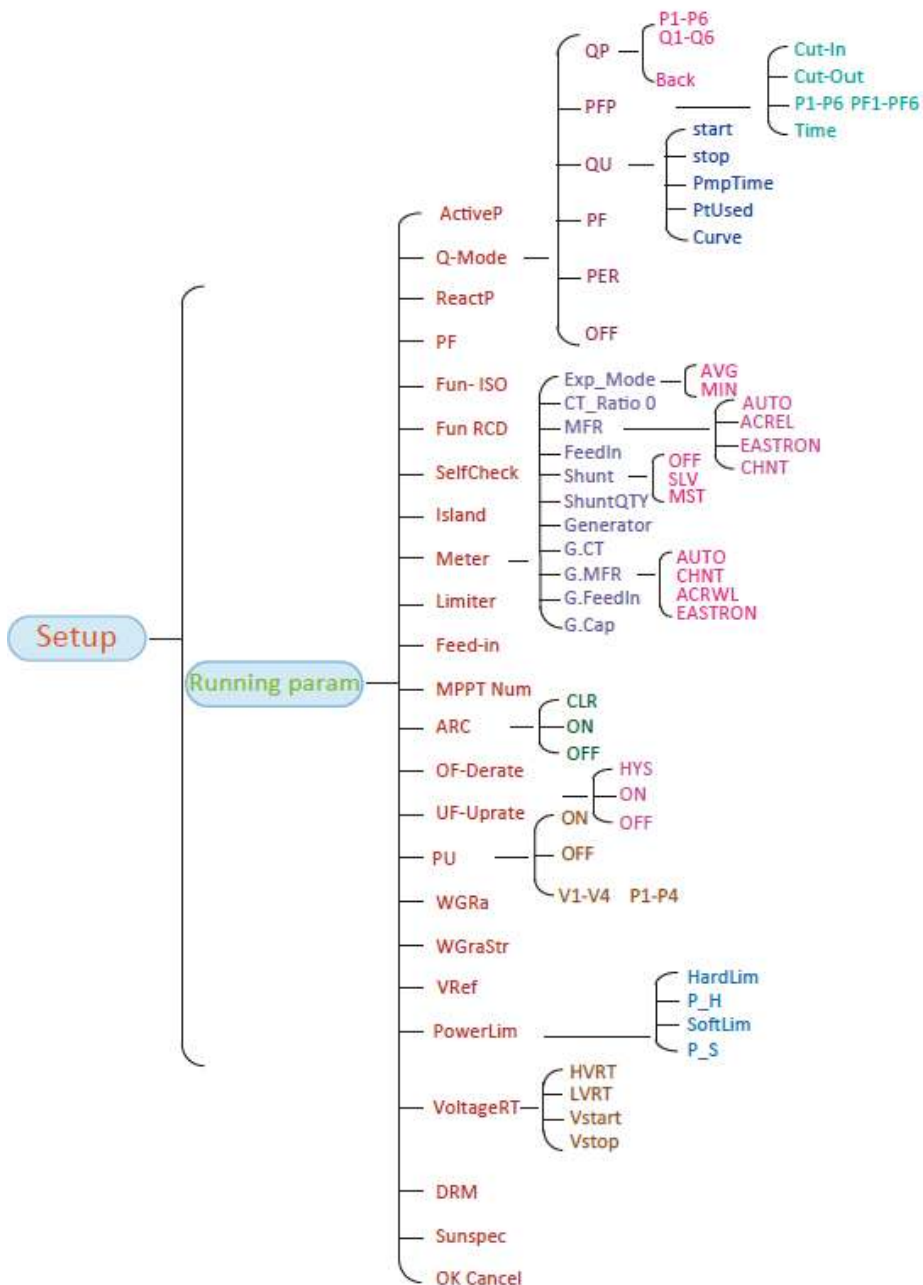 Setup
Running param
ActiveP
Q-Mode
QP
P1-P6
Q1-Q6
Back
PFP
Cut-In
Cut-Out
P1-P6 PF1-PF6
Time
QU
start
stop
PmpTime
PtUsed
Curve
PF
PER
OFF
ReactP
PF
Fun- ISO
Fun RCD
SelfCheck
Island
Meter
Exp_Mode
AVG
MIN
CT_Ratio 0
MFR
AUTO
ACREL
EASTRON
CHNT
FeedIn
Shunt
OFF
SLV
MST
ShuntQTY
Generator
G.CT
G.MFR
AUTO
CHNT
ACRWL
EASTRON
G.FeedIn
G.Cap
Limiter
Feed-in
MPPT Num
ARC
CLR
ON
OFF
OF-Derate
UF-Uprate
HYS
ON
OFF
PU
ON
OFF
V1-V4 P1-P4
WGRa
WGraStr
VRef
PowerLim
HardLim
P_H
SoftLim
P_S
VoltageRT
HVRT
LVRT
Vstart
Vstop
DRM
Sunspec
OK Cancel